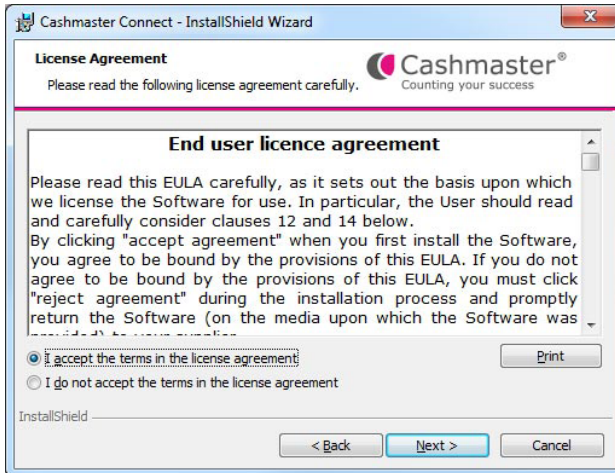 Cashmaster Connect - InstallShield Wizard
License Agreement
Please read the following license agreement carefully.
Cashmaster®
Counting your success
End user licence agreement
Please read this EULA carefully, as it sets out the basis upon which
we license the Software for use. In particular, the User should read
and carefully consider clauses 12 and 14 below.
By clicking "accept agreement" when you first install the Software,
you agree to be bound by the provisions of this EULA. If you do not
agree to be bound by the provisions of this EULA, you must click
"reject agreement" during the installation process and promptly
return the Software (on the media upon which the Software was
provided) to your supplier
I accept the terms in the license agreement
Print
I do not accept the terms in the license agreement
InstallShield
< Back
Next >
Cancel